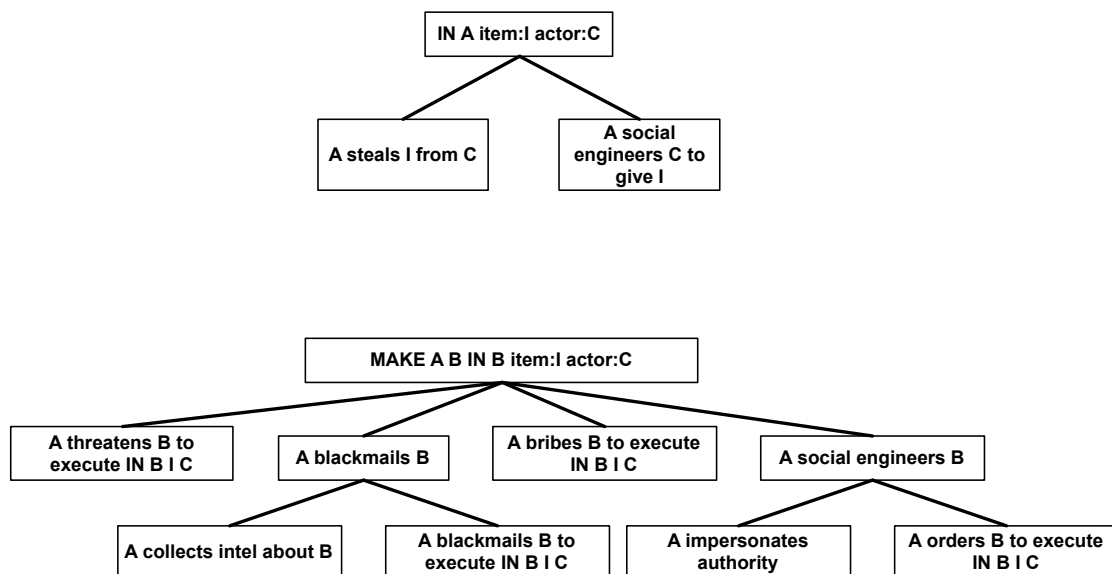 IN A item:I actor:C
A steals I from C
A social
engineers C to
give I
MAKE A B IN B item:I actor:C
A threatens B to
execute IN B I C
A blackmails B
A bribes B to execute
IN B I C
A social engineers B
A collects intel about B
A blackmails B to
execute IN B I C
A impersonates
authority
A orders B to execute
IN B I C